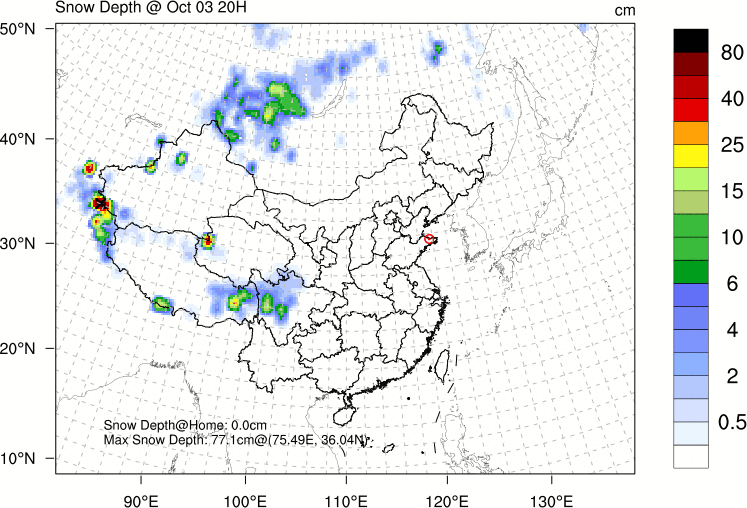 Snow Depth @ Oct 03 20H
cm
50°N
40°N
30°N
20°N
10°N
90°E 100°E 110°E 120°E 130°E
80
40
25
15
10
6
4
2
0.5
Snow Depth@Home: 0.0cm
Max Snow Depth: 77.1cm@(75.49E, 36.04N)